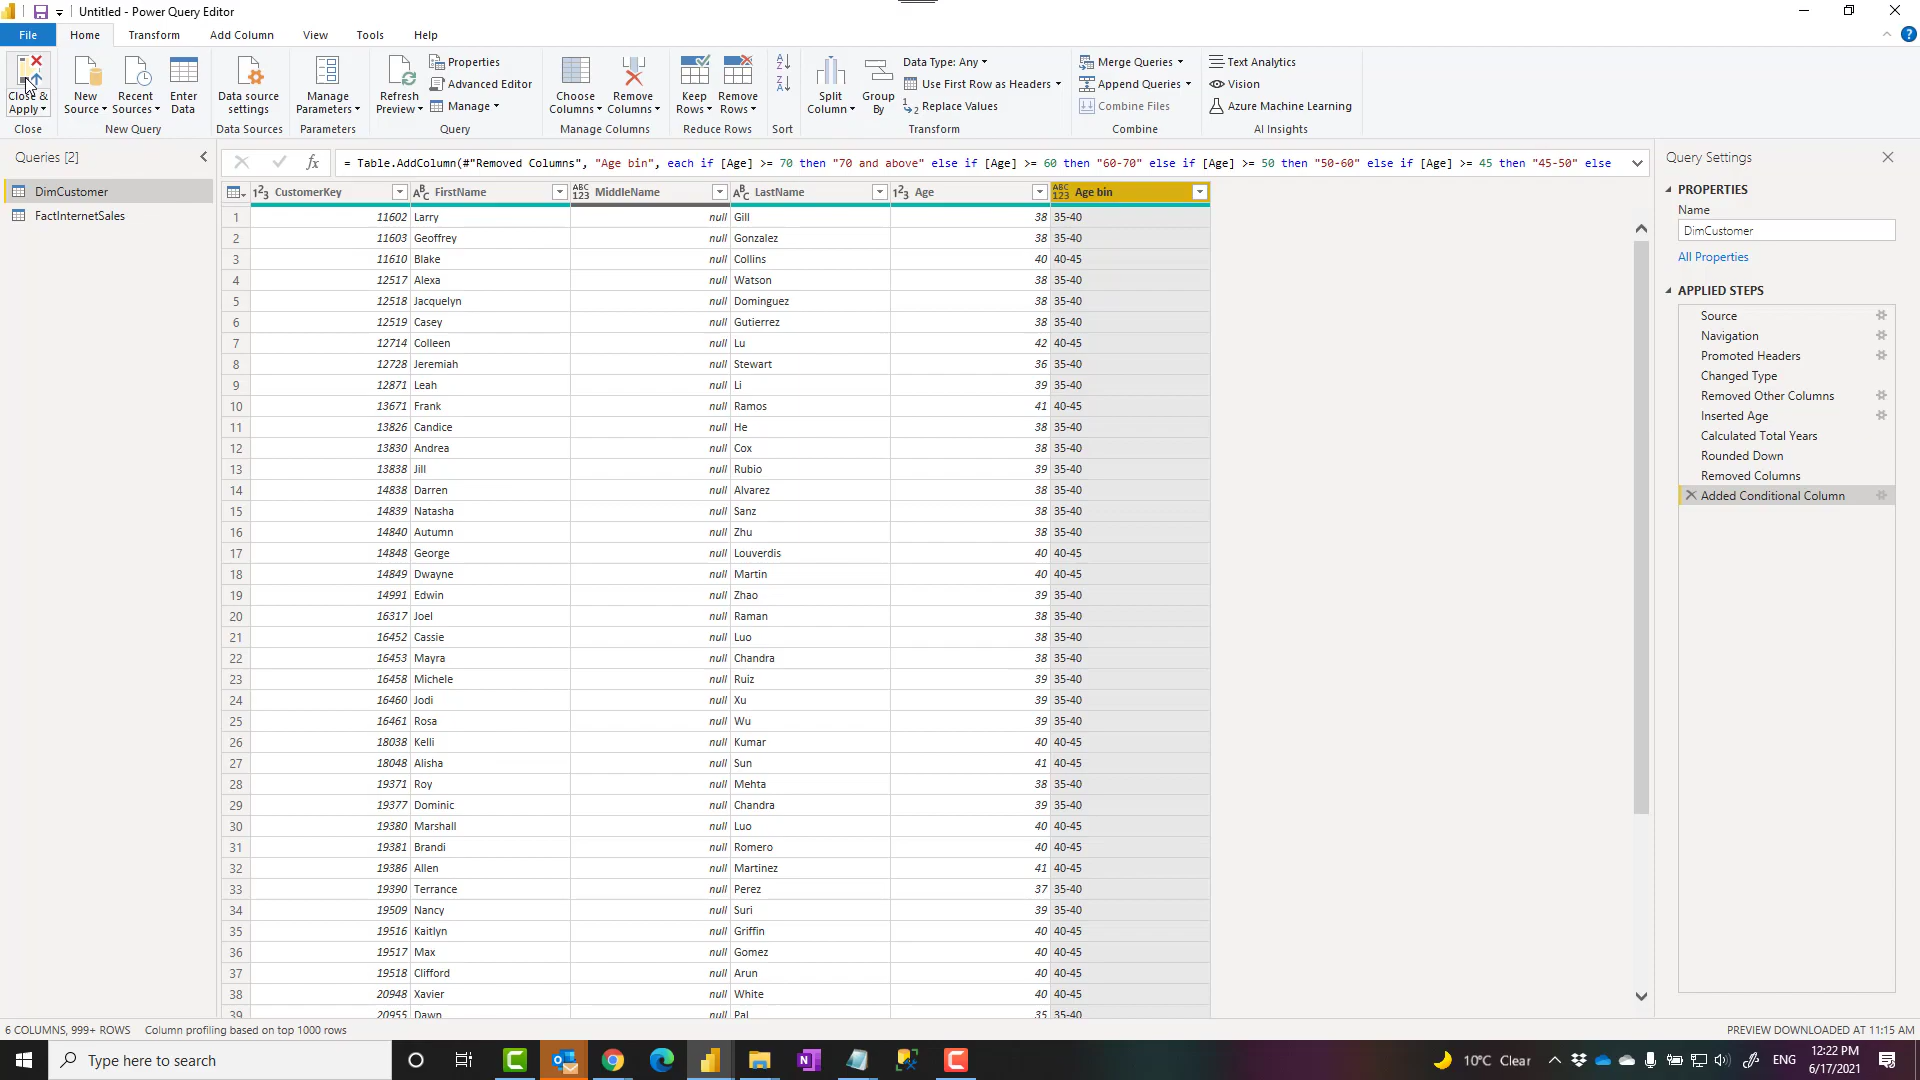 Untitled - Power Query Editor
File Home Transform Add Column View Tools Help
Close & Apply
New Source
Recent Sources
Enter Data
Data source settings
Manage Parameters
Refresh Preview
Properties
Advanced Editor
Manage
Choose Columns
Remove Columns
Keep Rows
Remove Rows
Split Column
Group By
Data Type: Any
Use First Row as Headers
Replace Values
Merge Queries
Append Queries
Combine Files
Text Analytics
Vision
Azure Machine Learning
Close New Query Data Sources Parameters Query Manage Columns Reduce Rows Sort Transform Combine AI Insights
Queries [2]
DimCustomer
FactInternetSales
= Table.AddColumn(#"Removed Columns", "Age bin", each if [Age] >= 70 then "70 and above" else if [Age] >= 60 then "60-70" else if [Age] >= 50 then "50-60" else if [Age] >= 45 then "45-50" else
CustomerKey FirstName MiddleName LastName Age Age bin
1 11602 Larry null Gill 38 35-40
2 11603 Geoffrey null Gonzalez 38 35-40
3 11610 Blake null Collins 40 40-45
4 12517 Alexa null Watson 38 35-40
5 12518 Jacquelyn null Dominguez 38 35-40
6 12519 Casey null Gutierrez 38 35-40
7 12714 Colleen null Lu 42 40-45
8 12728 Jeremiah null Stewart 36 35-40
9 12871 Leah null Li 39 35-40
10 13671 Frank null Ramos 41 40-45
11 13826 Candice null He 38 35-40
12 13830 Andrea null Cox 38 35-40
13 13838 Jill null Rubio 39 35-40
14 14838 Darren null Alvarez 38 35-40
15 14839 Natasha null Sanz 38 35-40
16 14840 Autumn null Zhu 38 35-40
17 14848 George null Louverdis 40 40-45
18 14849 Dwayne null Martin 40 40-45
19 14991 Edwin null Zhao 39 35-40
20 16317 Joel null Raman 38 35-40
21 16452 Cassie null Luo 38 35-40
22 16453 Mayra null Chandra 38 35-40
23 16458 Michele null Ruiz 39 35-40
24 16460 Jodi null Xu 39 35-40
25 16461 Rosa null Wu 39 35-40
26 18038 Kelli null Kumar 40 40-45
27 18048 Alisha null Sun 41 40-45
28 19371 Roy null Mehta 38 35-40
29 19377 Dominic null Chandra 39 35-40
30 19380 Marshall null Luo 40 40-45
31 19381 Brandi null Romero 40 40-45
32 19386 Allen null Martinez 41 40-45
33 19390 Terrance null Perez 37 35-40
34 19509 Nancy null Suri 39 35-40
35 19516 Kaitlyn null Griffin 40 40-45
36 19517 Max null Gomez 40 40-45
37 19518 Clifford null Arun 40 40-45
38 20948 Xavier null White 40 40-45
39 20955 Dawn null Pal 35 35-40
Query Settings
PROPERTIES
Name
DimCustomer
All Properties
APPLIED STEPS
Source
Navigation
Promoted Headers
Changed Type
Removed Other Columns
Inserted Age
Calculated Total Years
Rounded Down
Removed Columns
Added Conditional Column
6 COLUMNS, 999+ ROWS Column profiling based on top 1000 rows PREVIEW DOWNLOADED AT 11:15 AM
Type here to search 10°C Clear ENG 12:22 PM
6/17/2021